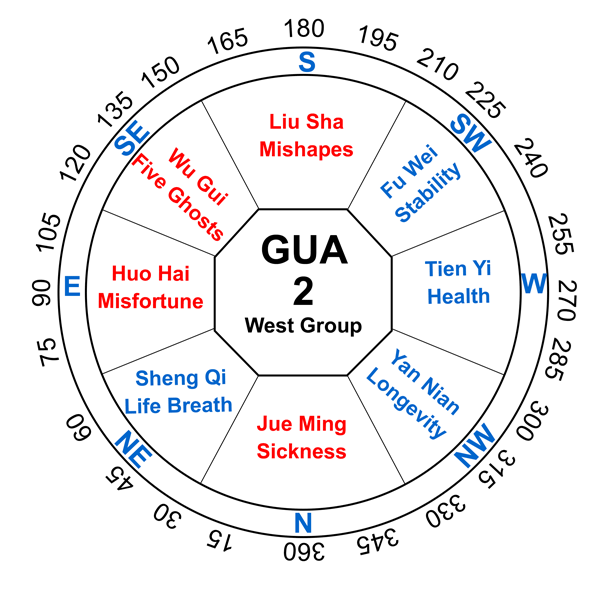 180
195
210
225
240
255
270
285
300
315
330
345
360
15
30
45
60
75
90
105
120
135
150
165
S
SW
W
NW
N
NE
E
SE
Liu Sha
Mishapes
Fu Wei
Stability
Tien Yi
Health
Yan Nian
Longevity
Jue Ming
Sickness
Sheng Qi
Life Breath
Huo Hai
Misfortune
Wu Gui
Five Ghosts
GUA
2
West Group